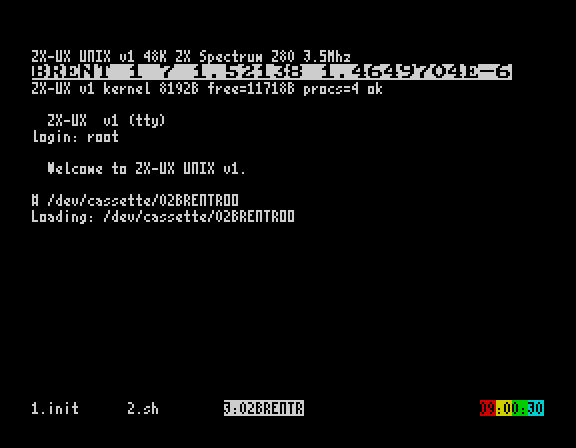 ZX-UX UNIX v1 48K ZX Spectrum Z80 3.5Mhz
BRENT 1 7 1.52138 1.4649704E-6
ZX-UX v1 kernel 8192B free=11718B procs=4 ok
ZX-UX v1 (tty)
login: root
Welcome to ZX-UX UNIX v1.
# /dev/cassette/02BRENTROO
Loading: /dev/cassette/02BRENTROO
1.init 2.sh 3.02BRENTR 09:00:30